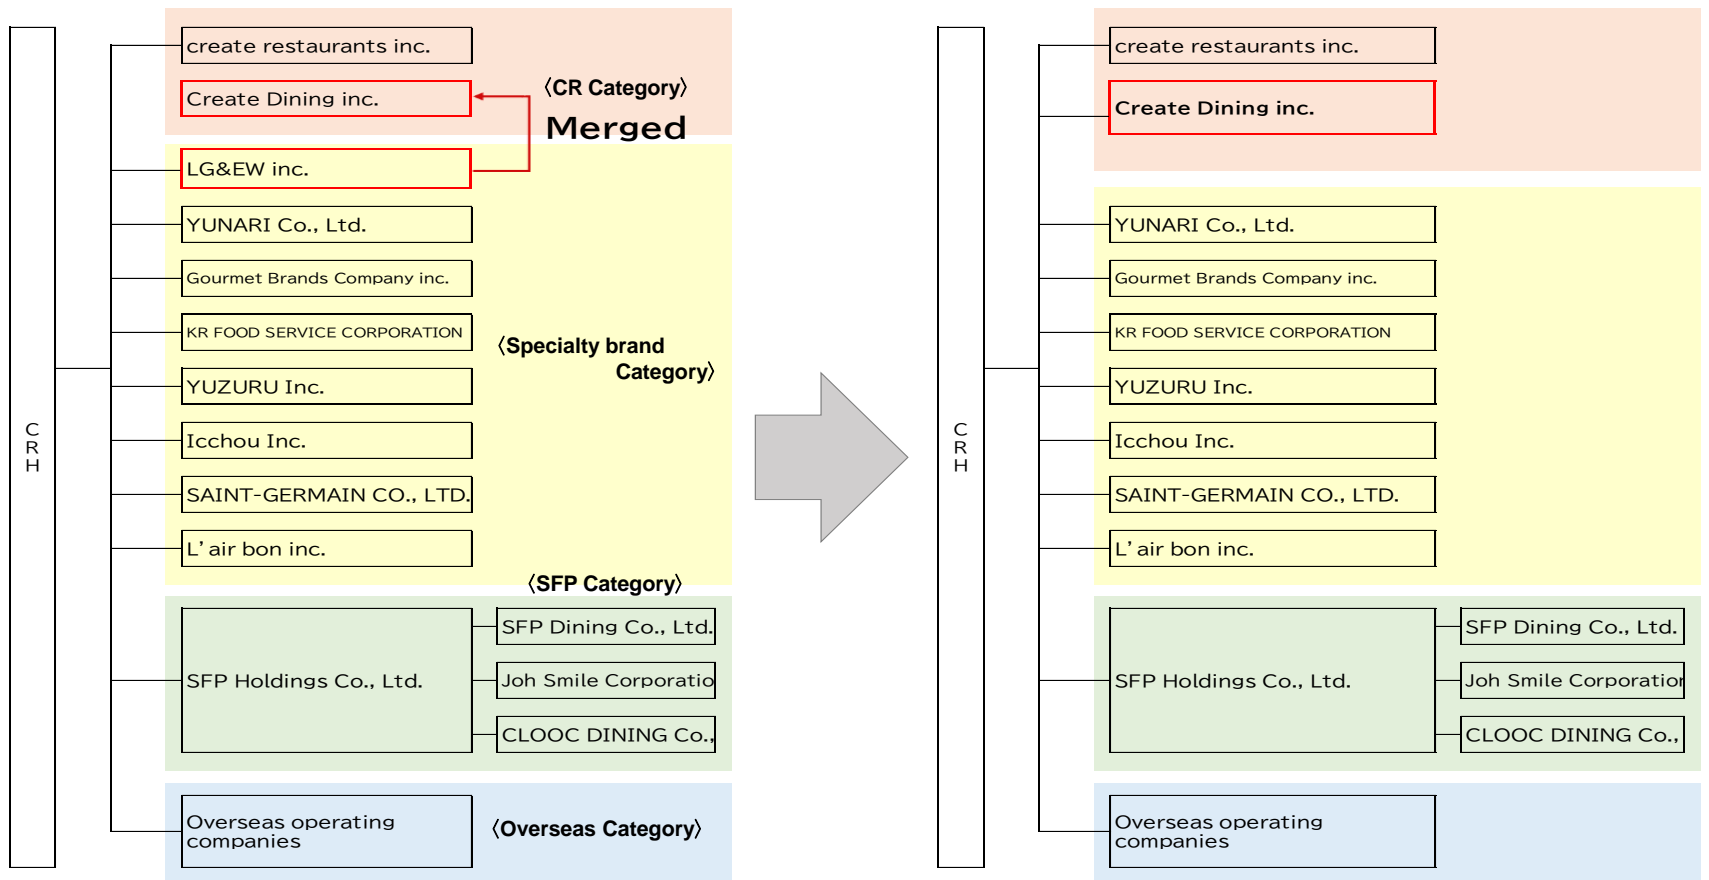 C
R
H
create restaurants inc.
Create Dining inc.
〈CR Category〉
Merged
LG&EW inc.
YUNARI Co., Ltd.
Gourmet Brands Company inc.
KR FOOD SERVICE CORPORATION
〈Specialty brand
Category〉
YUZURU Inc.
Icchou Inc.
SAINT-GERMAIN CO., LTD.
L’air bon inc.
〈SFP Category〉
SFP Holdings Co., Ltd.
SFP Dining Co., Ltd.
Joh Smile Corporatio
CLOOC DINING Co.,
Overseas operating
companies
〈Overseas Category〉
C
R
H
create restaurants inc.
Create Dining inc.
YUNARI Co., Ltd.
Gourmet Brands Company inc.
KR FOOD SERVICE CORPORATION
YUZURU Inc.
Icchou Inc.
SAINT-GERMAIN CO., LTD.
L’air bon inc.
SFP Holdings Co., Ltd.
SFP Dining Co., Ltd.
Joh Smile Corporation
CLOOC DINING Co.,
Overseas operating
companies